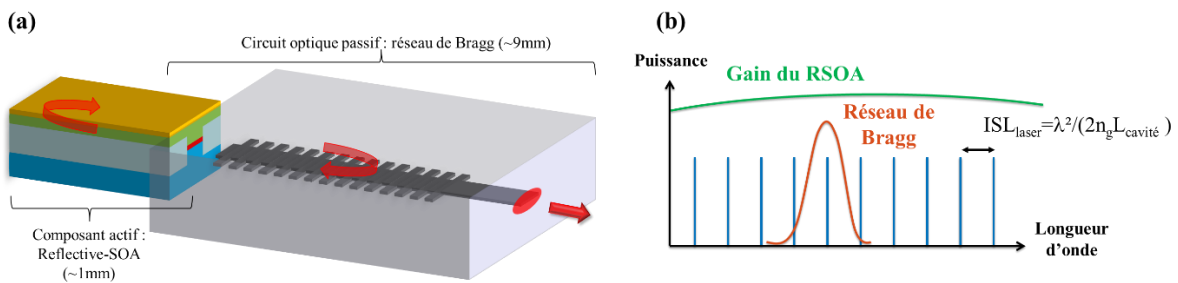 (a)
Circuit optique passif : réseau de Bragg (~9mm)
Composant actif :
Reflective-SOA
(~1mm)
(b)
Puissance
Gain du RSOA
Réseau de
Bragg
ISLlaser=λ²/(2ngLcavité )
Longueur
d'onde